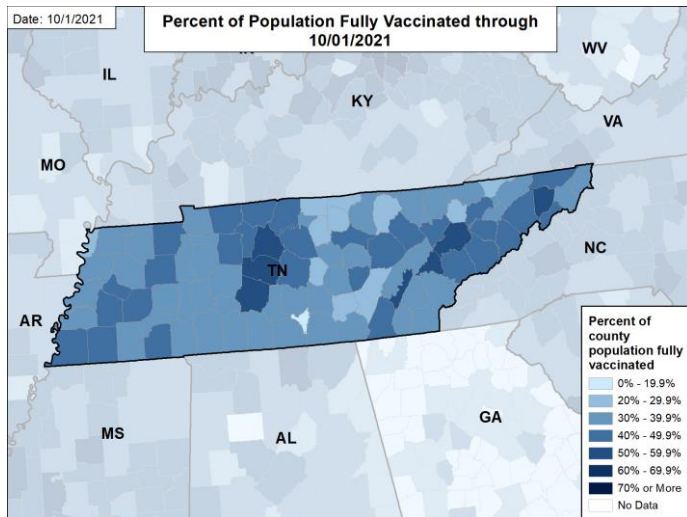 Date: 10/1/2021
Percent of Population Fully Vaccinated through
10/01/2021
WV
IL
KY
VA
MO
TN
NC
AR
MS
AL
GA
Percent of
county
population fully
vaccinated
0% - 19.9%
20% - 29.9%
30% - 39.9%
40% - 49.9%
50% - 59.9%
60% - 69.9%
70% or More
No Data